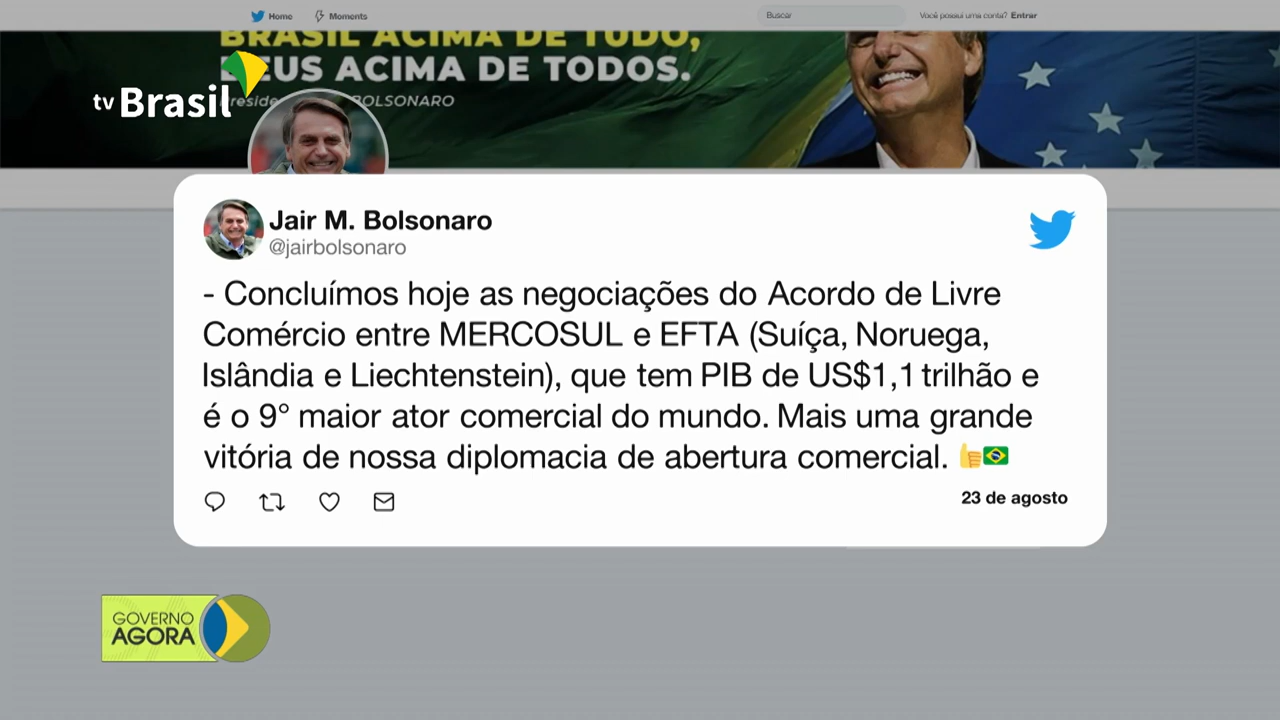 Home Moments Buscar Você possui uma conta? Entrar
BRASIL ACIMA DE TUDO,
EUS ACIMA DE TODOS.
tv Brasil
BOLSONARO
Jair M. Bolsonaro
@jairbolsonaro
- Concluímos hoje as negociações do Acordo de Livre
Comércio entre MERCOSUL e EFTA (Suíça, Noruega,
Islândia e Liechtenstein), que tem PIB de US$1,1 trilhão e
é o 9° maior ator comercial do mundo. Mais uma grande
vitória de nossa diplomacia de abertura comercial. 👍🇧🇷
23 de agosto
GOVERNO
AGORA